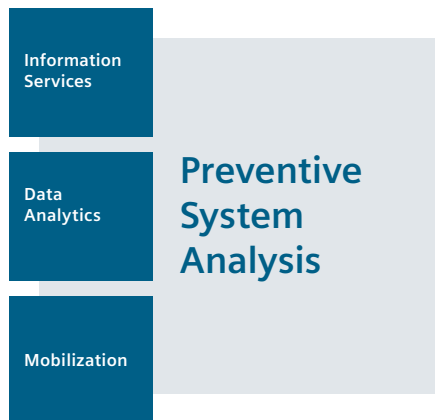 Information
Services
Data
Analytics
Mobilization
Preventive
System
Analysis